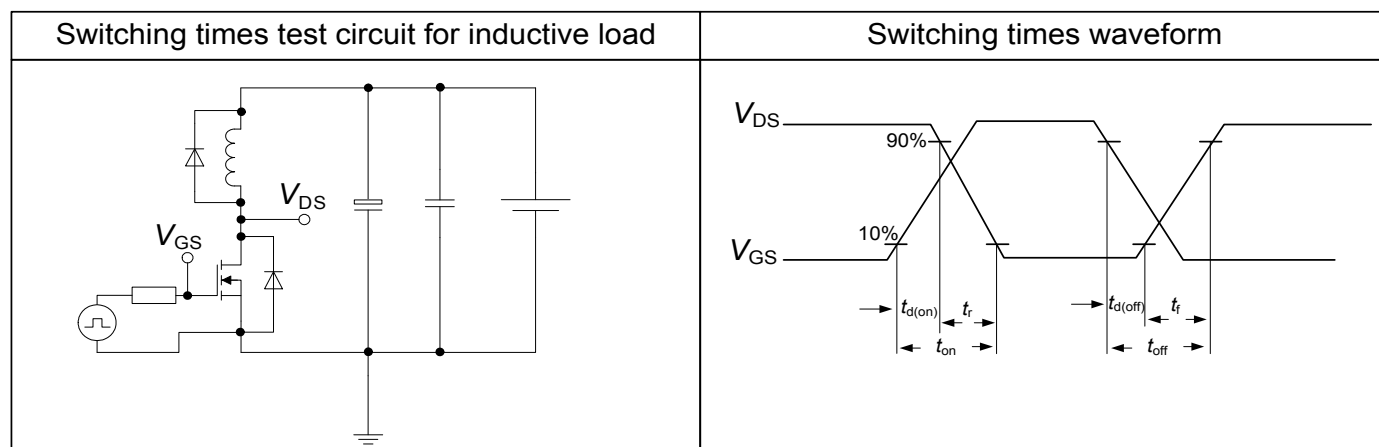 Switching times test circuit for inductive load
Switching times waveform
VDS
VGS
VDS
90%
10%
VGS
td(on)
tr
ton
td(off)
tf
toff